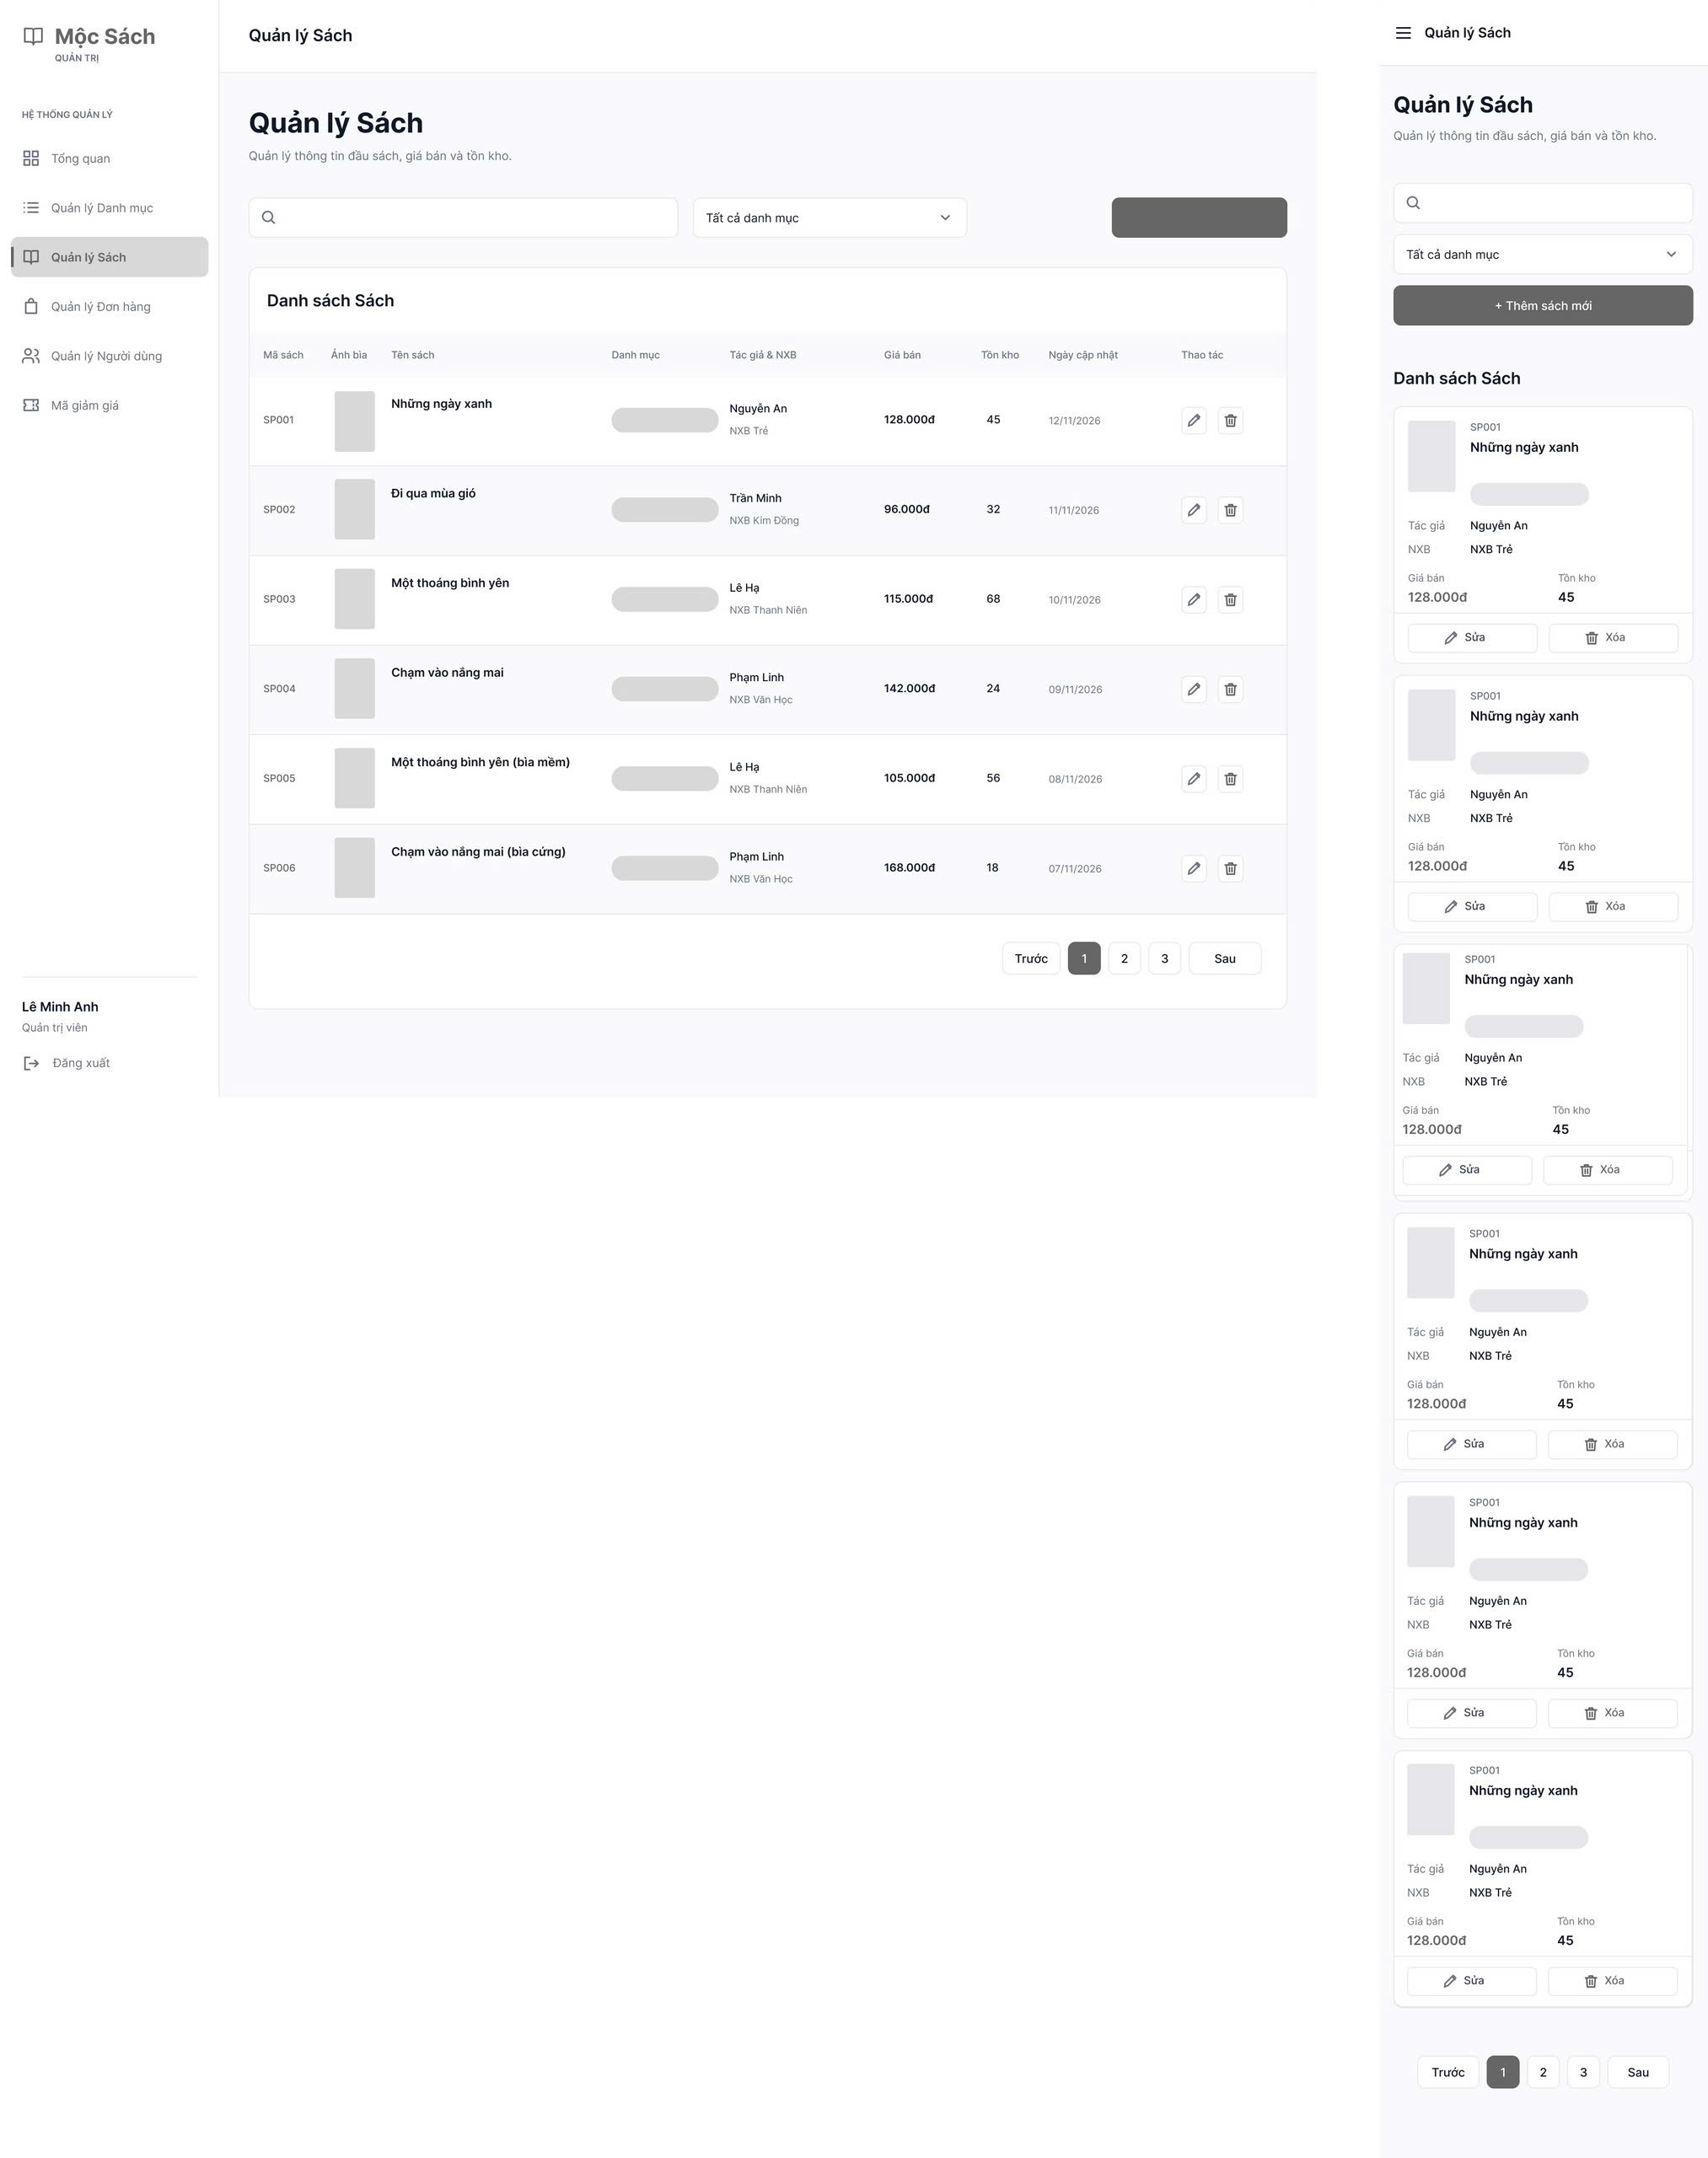 Mộc Sách
QUẢN TRỊ
HỆ THỐNG QUẢN LÝ
Tổng quan
Quản lý Danh mục
Quản lý Sách
Quản lý Đơn hàng
Quản lý Người dùng
Mã giảm giá
Lê Minh Anh
Quản trị viên
Đăng xuất
Quản lý Sách
Quản lý Sách
Quản lý thông tin đầu sách, giá bán và tồn kho.
Tất cả danh mục
Danh sách Sách
Mã sách Ảnh bìa Tên sách Danh mục Tác giả & NXB Giá bán Tồn kho Ngày cập nhật Thao tác
SP001 Những ngày xanh Nguyễn An NXB Trẻ 128.000đ 45 12/11/2026
SP002 Đi qua mùa gió Trần Minh NXB Kim Đồng 96.000đ 32 11/11/2026
SP003 Một thoáng bình yên Lê Hạ NXB Thanh Niên 115.000đ 68 10/11/2026
SP004 Chạm vào nắng mai Phạm Linh NXB Văn Học 142.000đ 24 09/11/2026
SP005 Một thoáng bình yên (bìa mềm) Lê Hạ NXB Thanh Niên 105.000đ 56 08/11/2026
SP006 Chạm vào nắng mai (bìa cứng) Phạm Linh NXB Văn Học 168.000đ 18 07/11/2026
Trước 1 2 3 Sau
Quản lý Sách
Quản lý Sách
Quản lý thông tin đầu sách, giá bán và tồn kho.
Tất cả danh mục
+ Thêm sách mới
Danh sách Sách
SP001
Những ngày xanh
Tác giả Nguyễn An
NXB NXB Trẻ
Giá bán Tồn kho
128.000đ 45
Sửa Xóa
SP001
Những ngày xanh
Tác giả Nguyễn An
NXB NXB Trẻ
Giá bán Tồn kho
128.000đ 45
Sửa Xóa
SP001
Những ngày xanh
Tác giả Nguyễn An
NXB NXB Trẻ
Giá bán Tồn kho
128.000đ 45
Sửa Xóa
SP001
Những ngày xanh
Tác giả Nguyễn An
NXB NXB Trẻ
Giá bán Tồn kho
128.000đ 45
Sửa Xóa
SP001
Những ngày xanh
Tác giả Nguyễn An
NXB NXB Trẻ
Giá bán Tồn kho
128.000đ 45
Sửa Xóa
SP001
Những ngày xanh
Tác giả Nguyễn An
NXB NXB Trẻ
Giá bán Tồn kho
128.000đ 45
Sửa Xóa
Trước 1 2 3 Sau